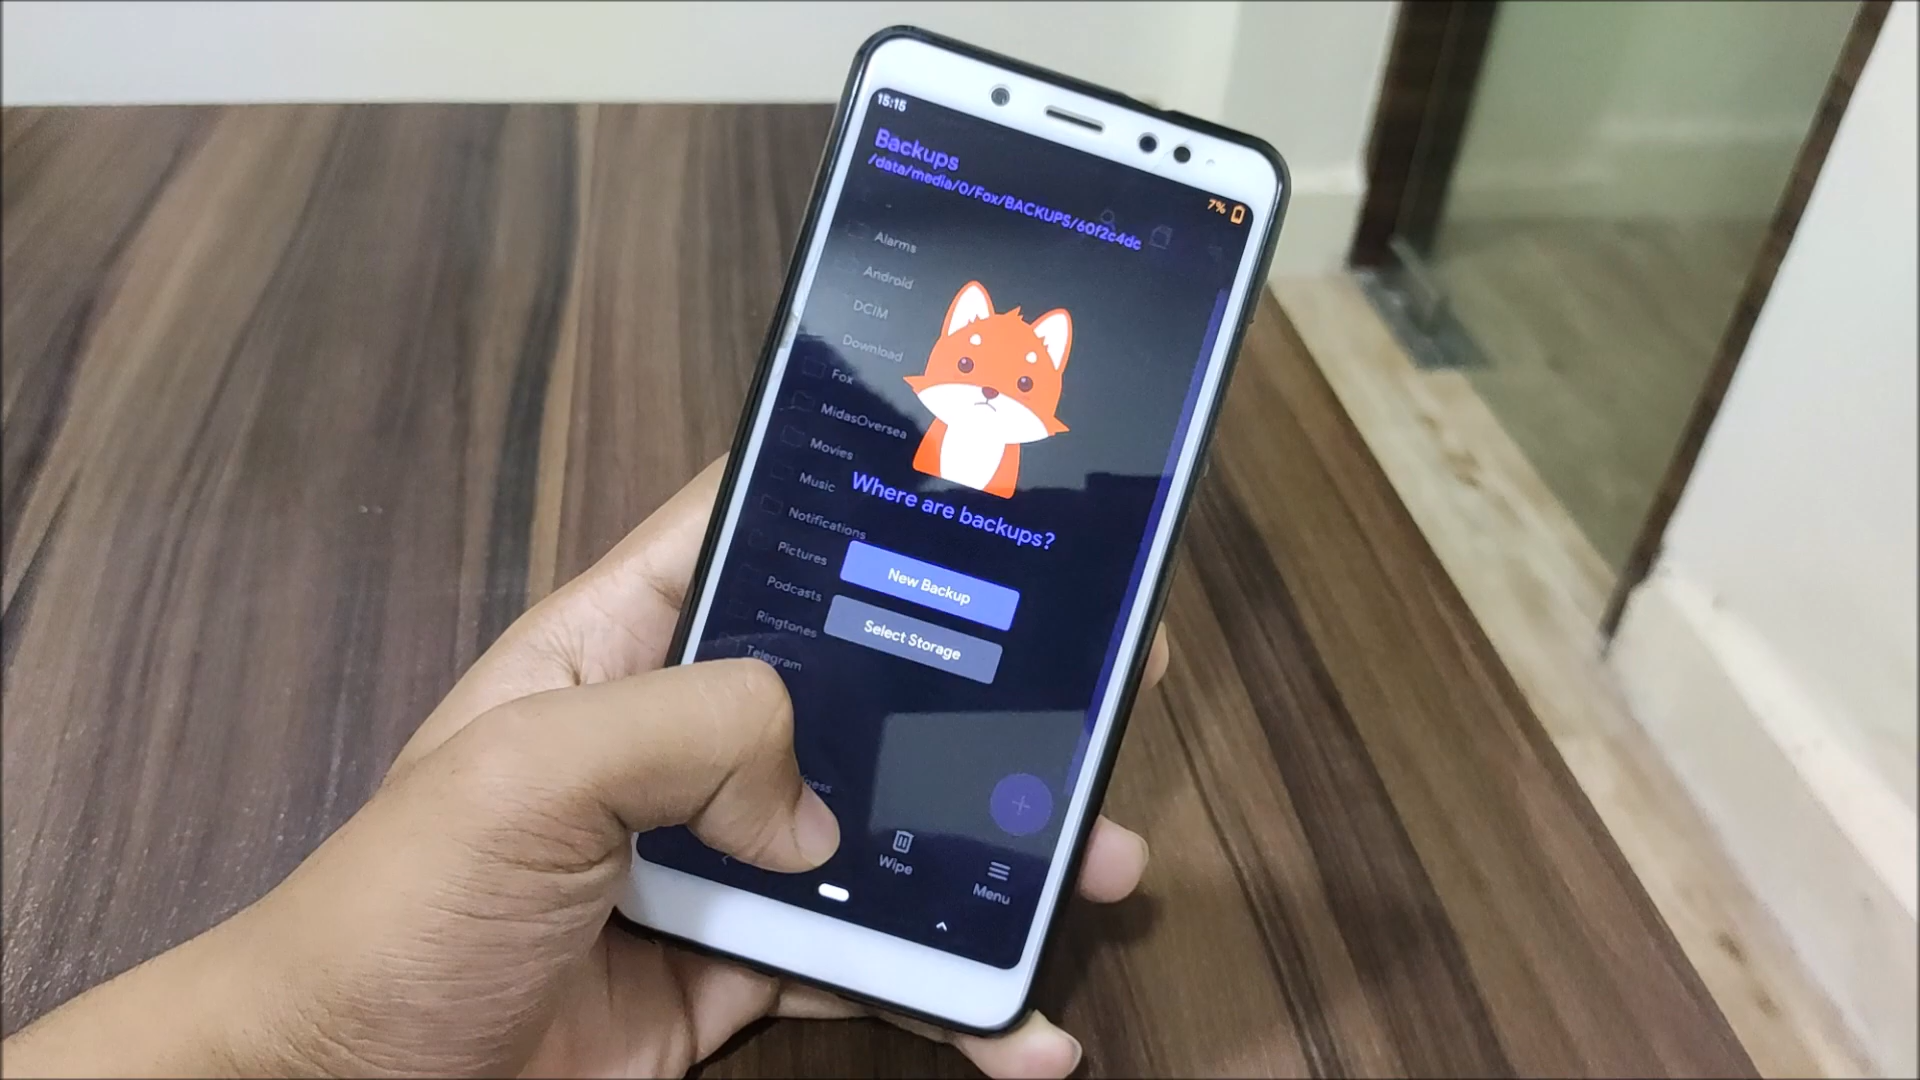 15:15
Backups
/data/media/0/Fox/BACKUPS/60f2c4dc
7%
Alarms
Android
DCIM
Download
Fox
MidasOversea
Movies
Music
Where are backups?
Notifications
Pictures
New Backup
Podcasts
Ringtones
Select Storage
Telegram
+
Wipe
Menu